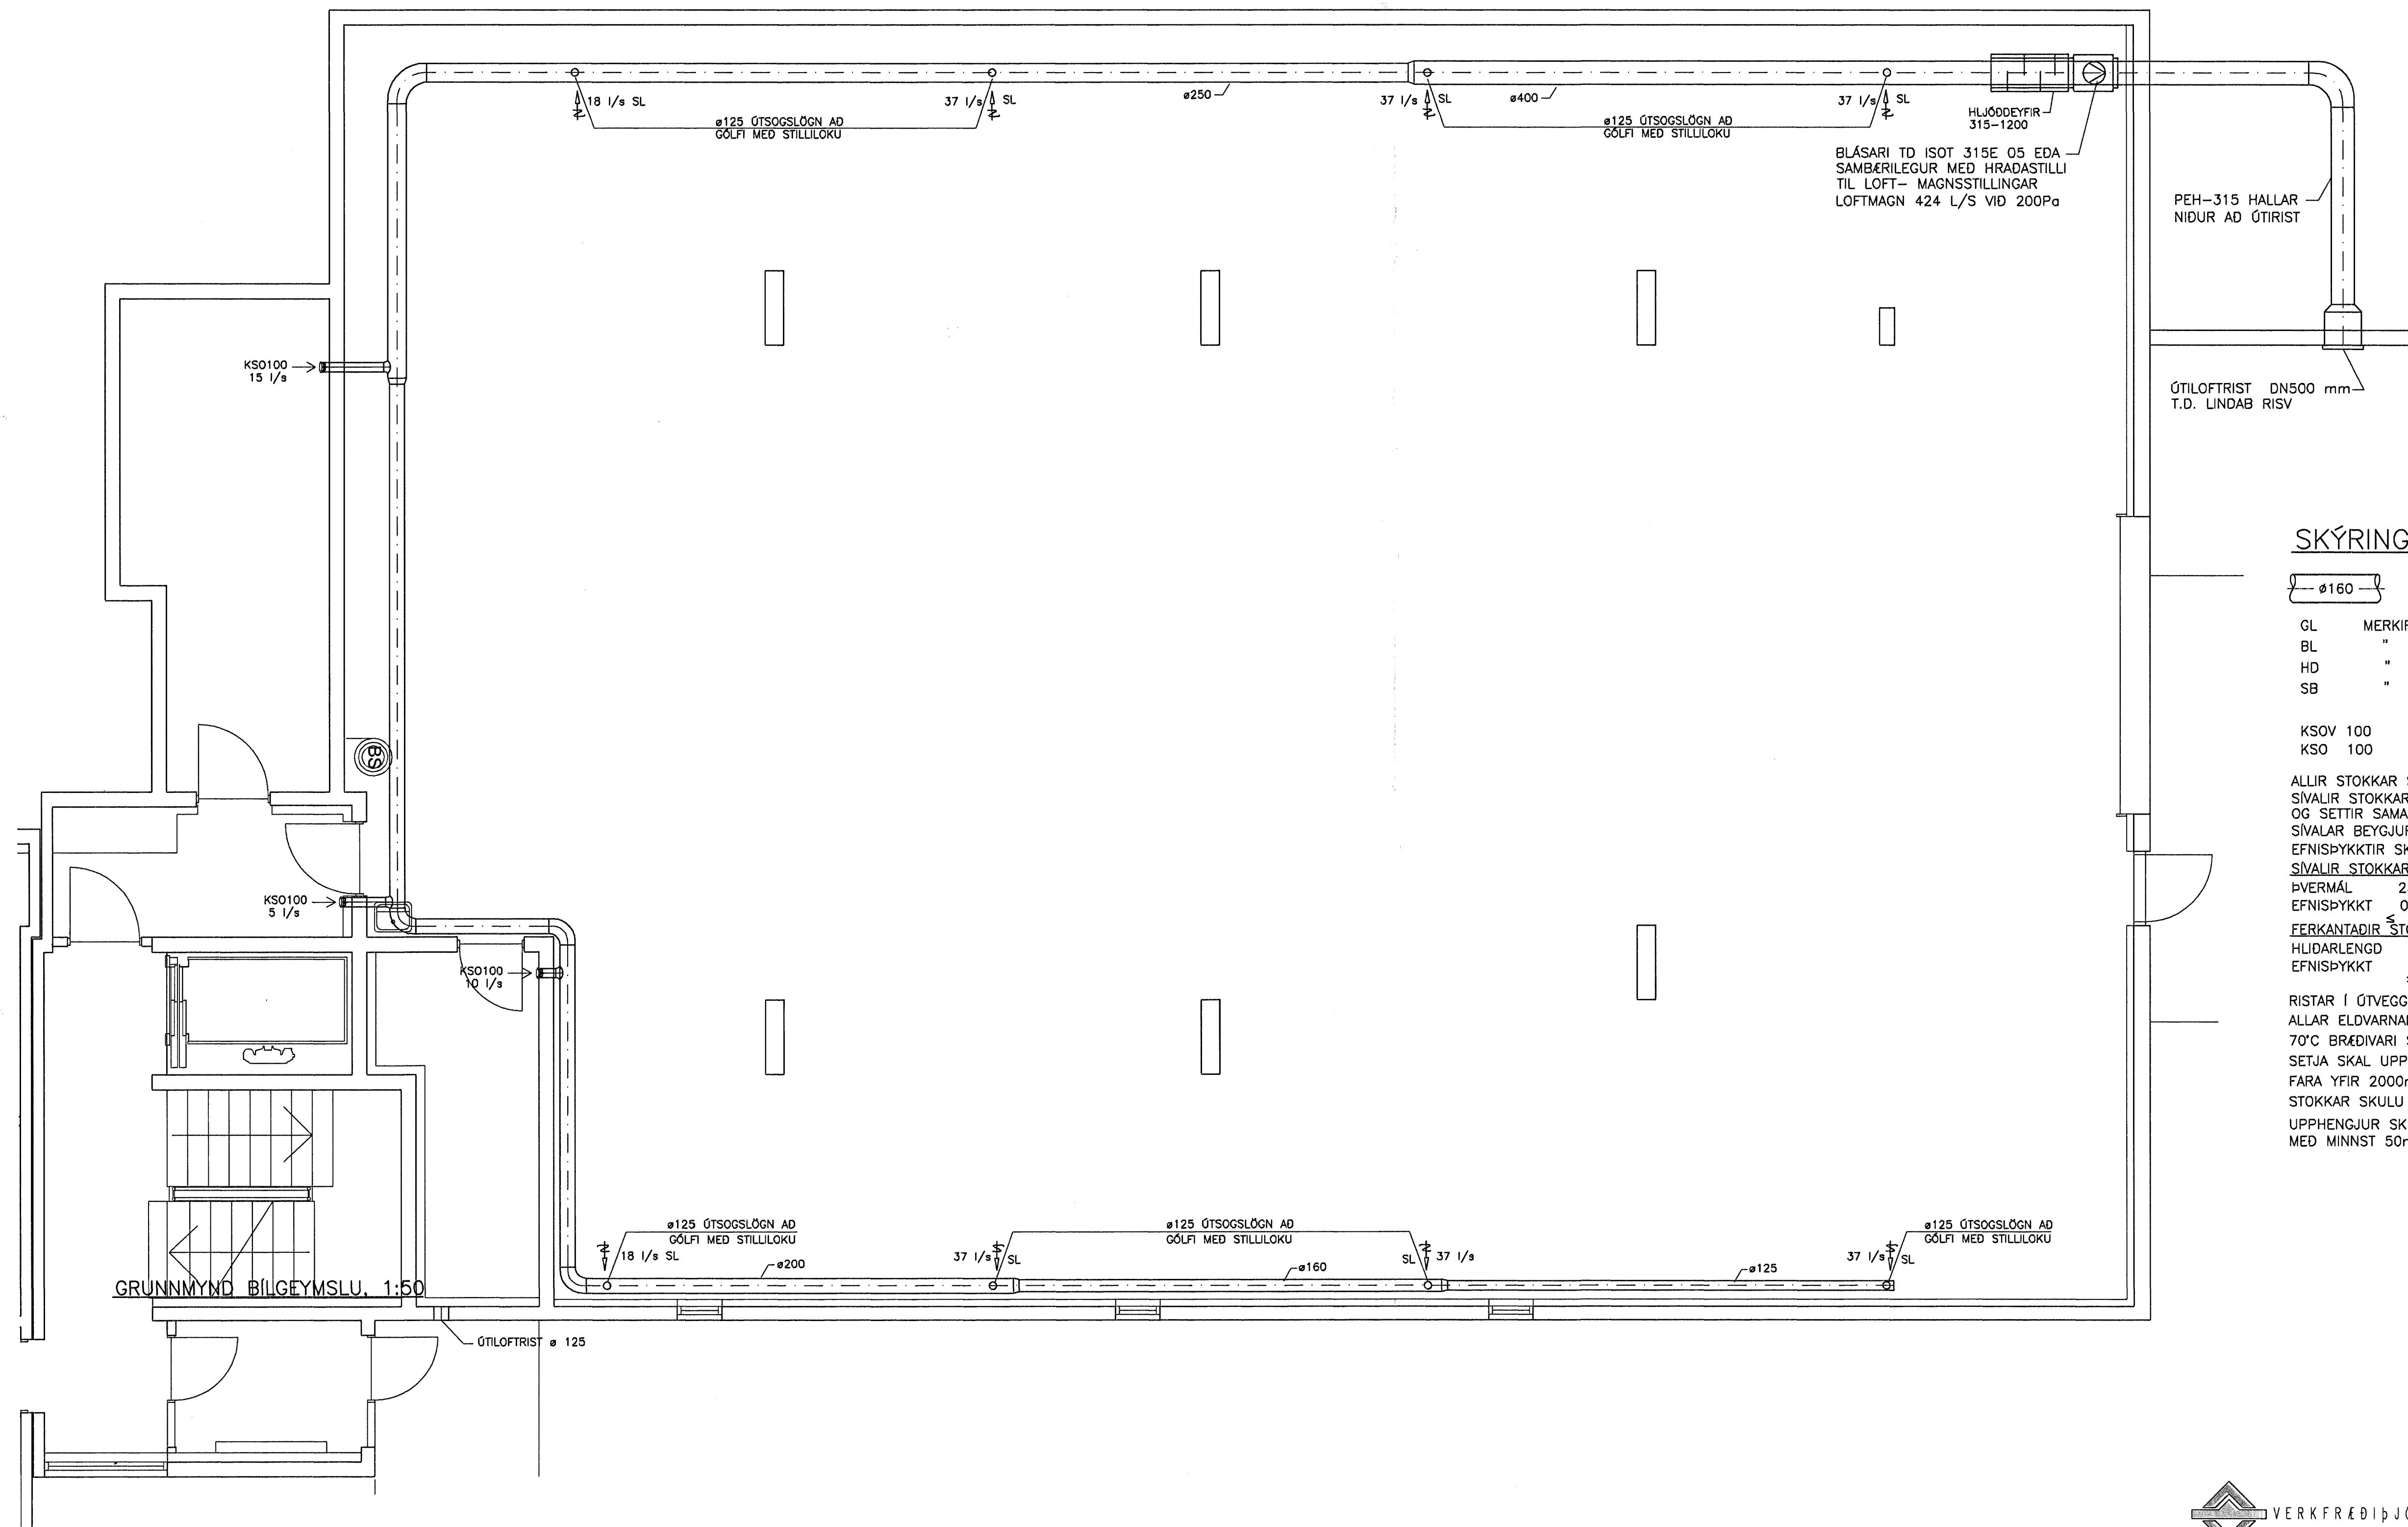 18 l/s SL
37 l/s SL
ø250
37 l/s SL
ø400
37 l/s SL
ø125 ÚTSOGSLÖGN AÐ
GÓLFI MEÐ STILLILOKU
ø125 ÚTSOGSLÖGN AÐ
GÓLFI MEÐ STILLILOKU
HLJÓÐDEYFIR
315-1200
BLÁSARI TD ISOT 315E 05 EÐA
SAMBÆRILEGUR MEÐ HRAÐASTILLI
TIL LOFT- MAGNSSTILLINGAR
LOFTMAGN 424 L/S VIÐ 200Pa
PEH-315 HALLAR
NIÐUR AÐ ÚTIRIST
KSO100
15 l/s
ÚTILOFTRIST DN500 mm
T.D. LINDAB RISV
SKÝRING
ø160
GL MERKIR
BL "
HD "
SB "
KSOV 100
KSO 100
BS
ALLIR STOKKAR
SÍVALIR STOKKAR
OG SETTIR SAMA
SÍVALAR BEYGJUR
EFNISÞYKKTIR SK
SÍVALIR STOKKAR
ÞVERMÁL 2
EFNISÞYKKT 0
≤
FERKANTAÐIR STO
HLIÐARLENGD
EFNISÞYKKT
RISTAR Í ÚTVEGG
ALLAR ELDVARNA
70°C BRÆÐIVARI
SETJA SKAL UPP
FARA YFIR 2000
STOKKAR SKULU
UPPHENGJUR SK
MEÐ MINNST 50
KSO100
5 l/s
KSO100
10 l/s
ø125 ÚTSOGSLÖGN AÐ
GÓLFI MEÐ STILLILOKU
ø125 ÚTSOGSLÖGN AÐ
GÓLFI MEÐ STILLILOKU
ø125 ÚTSOGSLÖGN AÐ
GÓLFI MEÐ STILLILOKU
18 l/s SL
37 l/s SL
SL 37 l/s
37 l/s SL
ø200
ø160
ø125
GRUNNMYND BÍLGEYMSLU, 1:50
ÚTILOFTRIST ø 125
VERKFRÆÐIÞJÓ